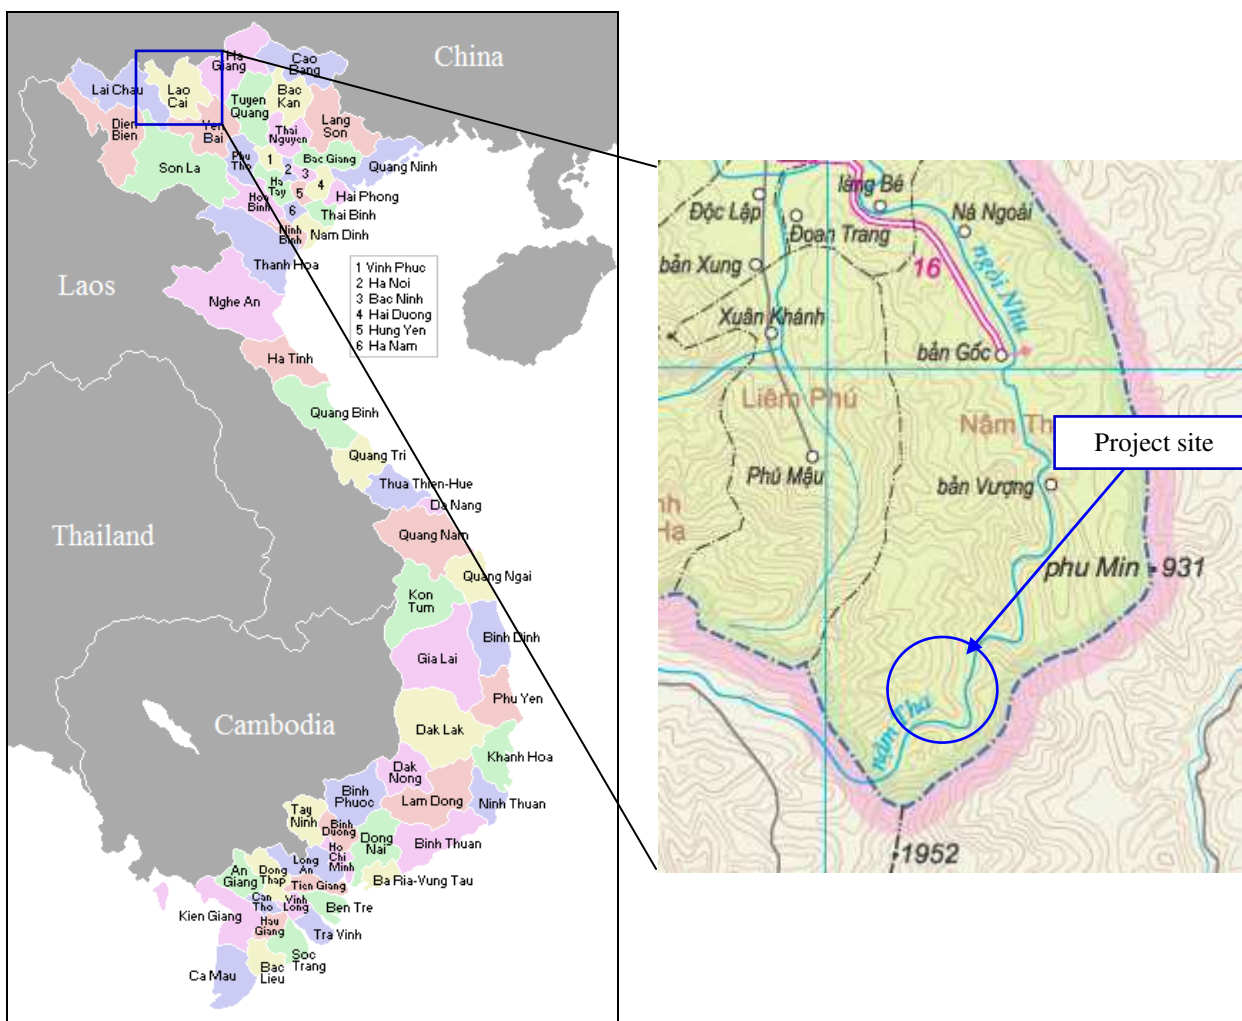 China
Ha
Giang
Cao
Bang
Lai Chau
Lao
Cai
Tuyen
Quang
Bac
Kan
Dien
Bien
Yen
Bai
Thai
Nguyen
Lang
Son
Son La
Phu
Tho
1
Bac Giang
Quang Ninh
2
3
4
Ha
Tay
5
Hai Phong
Hoa
Binh
6
Thai Binh
Ninh
Binh
Nam Dinh
Thanh Hoa
1 Vinh Phuc
2 Ha Noi
3 Bac Ninh
4 Hai Duong
5 Hung Yen
6 Ha Nam
Laos
Nghe An
Ha Tinh
Quang Binh
Quang Tri
Thua Thien-Hue
Da Nang
Thailand
Quang Nam
Quang Ngai
Kon
Tum
Binh Dinh
Gia Lai
Phu Yen
Cambodia
Dak Lak
Khanh Hoa
Dak
Nong
Binh
Phuoc
Lam Dong
Ninh Thuan
Tay
Ninh
Binh
Duong
Dong
Nai
Binh Thuan
Ho
Chi
Minh
Long
An
An
Giang
Dong
Thap
Tien Giang
Ba Ria-Vung Tau
Can
Tho
Vinh
Long
Ben Tre
Kien Giang
Hau
Giang
Tra Vinh
Soc
Trang
Ca Mau
Bac
Lieu
làng Bé
Độc Lập
Đoan Trang
Ná Ngoài
bản Xung
16
ngòi Nhu
Xuân Khánh
bản Gốc
Liêm Phú
Nậm Th
Project site
Phú Mậu
bản Vượng
nh
Hạ
phu Min 931
nậm Tha
1952